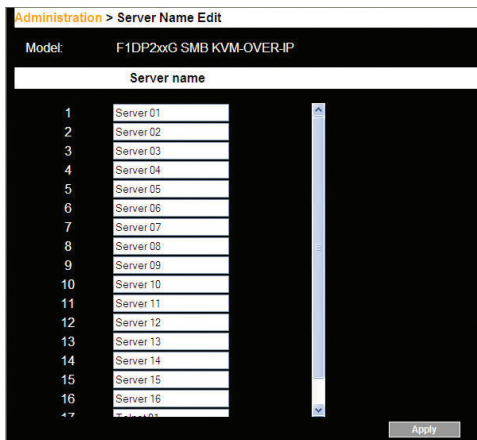 Administration > Server Name Edit
Model: F1DP2xxG SMB KVM-OVER-IP
Server name
1 Server 01
2 Server 02
3 Server 03
4 Server 04
5 Server 05
6 Server 06
7 Server 07
8 Server 08
9 Server 09
10 Server 10
11 Server 11
12 Server 12
13 Server 13
14 Server 14
15 Server 15
16 Server 16
17 Telnet 01
Apply